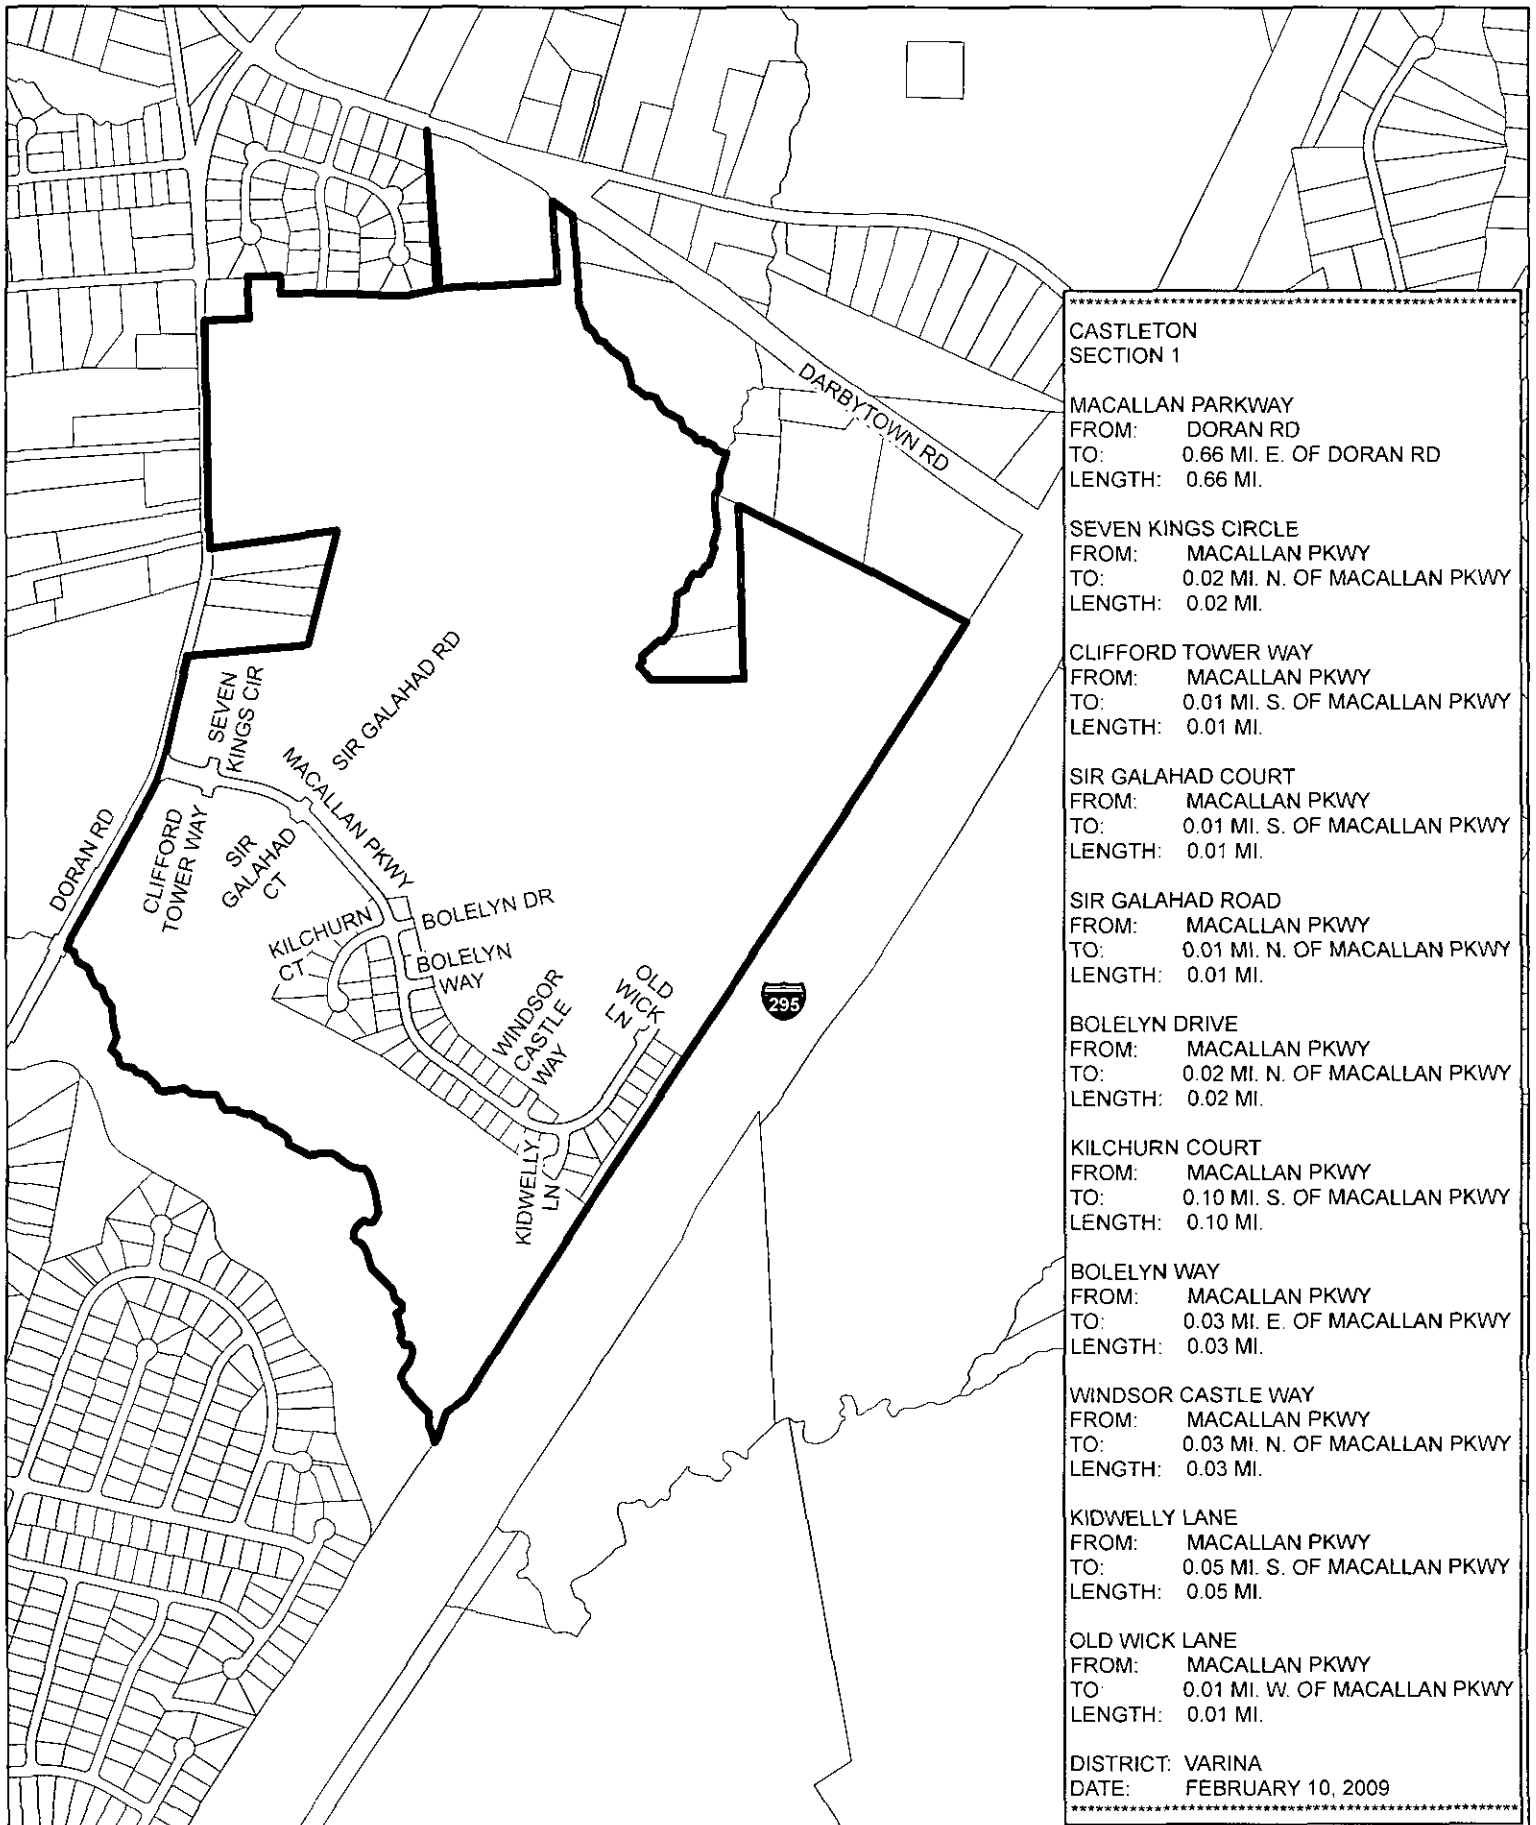 DARBYTOWN RD
SEVEN
KINGS CIR
SIR GALAHAD RD
MACALLAN PKWY
DORAN RD
CLIFFORD
TOWER WAY
SIR
GALAHAD
CT
KILCHURN
CT
BOLELYN DR
BOLELYN
WAY
WINDSOR
CASTLE
WAY
OLD
WICK
LN
295
KIDWELLY
LN
*******************************************************
CASTLETON
SECTION 1
MACALLAN PARKWAY
FROM: DORAN RD
TO: 0.66 MI. E. OF DORAN RD
LENGTH: 0.66 MI.
SEVEN KINGS CIRCLE
FROM: MACALLAN PKWY
TO: 0.02 MI. N. OF MACALLAN PKWY
LENGTH: 0.02 MI.
CLIFFORD TOWER WAY
FROM: MACALLAN PKWY
TO: 0.01 MI. S. OF MACALLAN PKWY
LENGTH: 0.01 MI.
SIR GALAHAD COURT
FROM: MACALLAN PKWY
TO: 0.01 MI. S. OF MACALLAN PKWY
LENGTH: 0.01 MI.
SIR GALAHAD ROAD
FROM: MACALLAN PKWY
TO: 0.01 MI. N. OF MACALLAN PKWY
LENGTH: 0.01 MI.
BOLELYN DRIVE
FROM: MACALLAN PKWY
TO: 0.02 MI. N. OF MACALLAN PKWY
LENGTH: 0.02 MI.
KILCHURN COURT
FROM: MACALLAN PKWY
TO: 0.10 MI. S. OF MACALLAN PKWY
LENGTH: 0.10 MI.
BOLELYN WAY
FROM: MACALLAN PKWY
TO: 0.03 MI. E. OF MACALLAN PKWY
LENGTH: 0.03 MI.
WINDSOR CASTLE WAY
FROM: MACALLAN PKWY
TO: 0.03 MI. N. OF MACALLAN PKWY
LENGTH: 0.03 MI.
KIDWELLY LANE
FROM: MACALLAN PKWY
TO: 0.05 MI. S. OF MACALLAN PKWY
LENGTH: 0.05 MI.
OLD WICK LANE
FROM: MACALLAN PKWY
TO 0.01 MI. W. OF MACALLAN PKWY
LENGTH: 0.01 MI.
DISTRICT: VARINA
DATE: FEBRUARY 10, 2009
*******************************************************